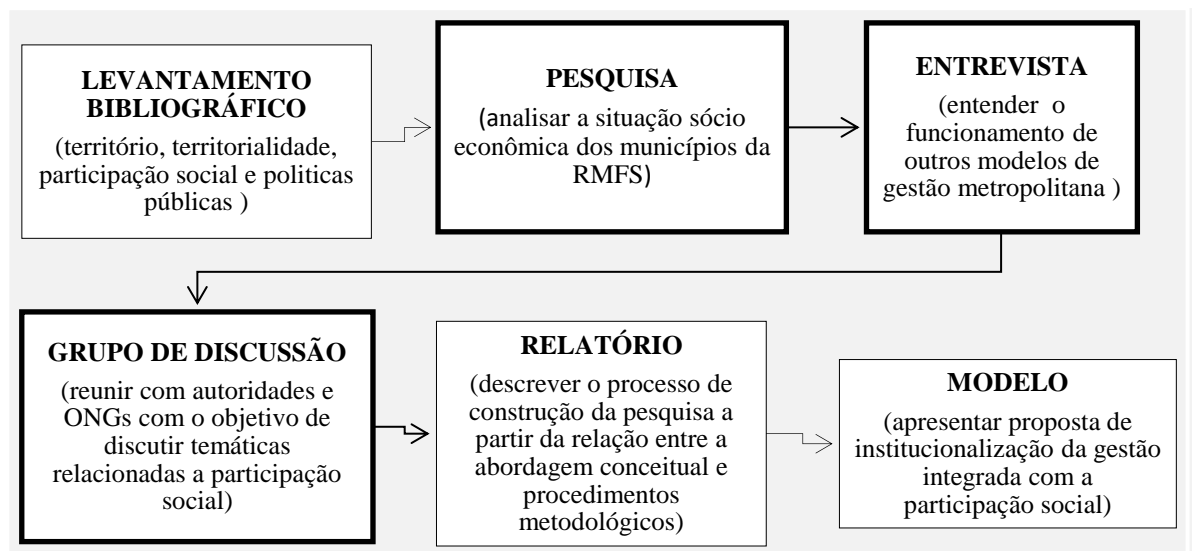 LEVANTAMENTO
BIBLIOGRÁFICO
(território, territorialidade,
participação social e politicas
públicas )
PESQUISA
(analisar a situação sócio
econômica dos municípios da
RMFS)
ENTREVISTA
(entender o
funcionamento de
outros modelos de
gestão metropolitana )
GRUPO DE DISCUSSÃO
(reunir com autoridades e
ONGs com o objetivo de
discutir temáticas
relacionadas a participação
social)
RELATÓRIO
(descrever o processo de
construção da pesquisa a
partir da relação entre a
abordagem conceitual e
procedimentos
metodológicos)
MODELO
(apresentar proposta de
institucionalização da gestão
integrada com a
participação social)